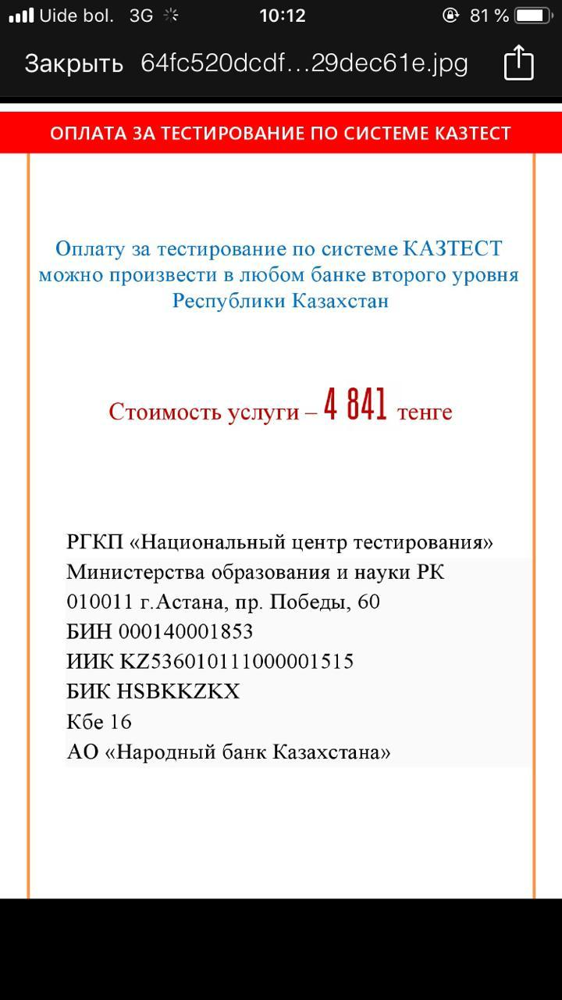 Uide bol. 3G 10:12 81 %
Закрыть 64fc520dcdf...29dec61e.jpg
ОПЛАТА ЗА ТЕСТИРОВАНИЕ ПО СИСТЕМЕ КАЗТЕСТ
Оплату за тестирование по системе КАЗТЕСТ
можно произвести в любом банке второго уровня
Республики Казахстан
Стоимость услуги – 4 841 тенге
РГКП «Национальный центр тестирования»
Министерства образования и науки РК
010011 г.Астана, пр. Победы, 60
БИН 000140001853
ИИК KZ536010111000001515
БИК HSBKKZKX
Кбе 16
АО «Народный банк Казахстана»